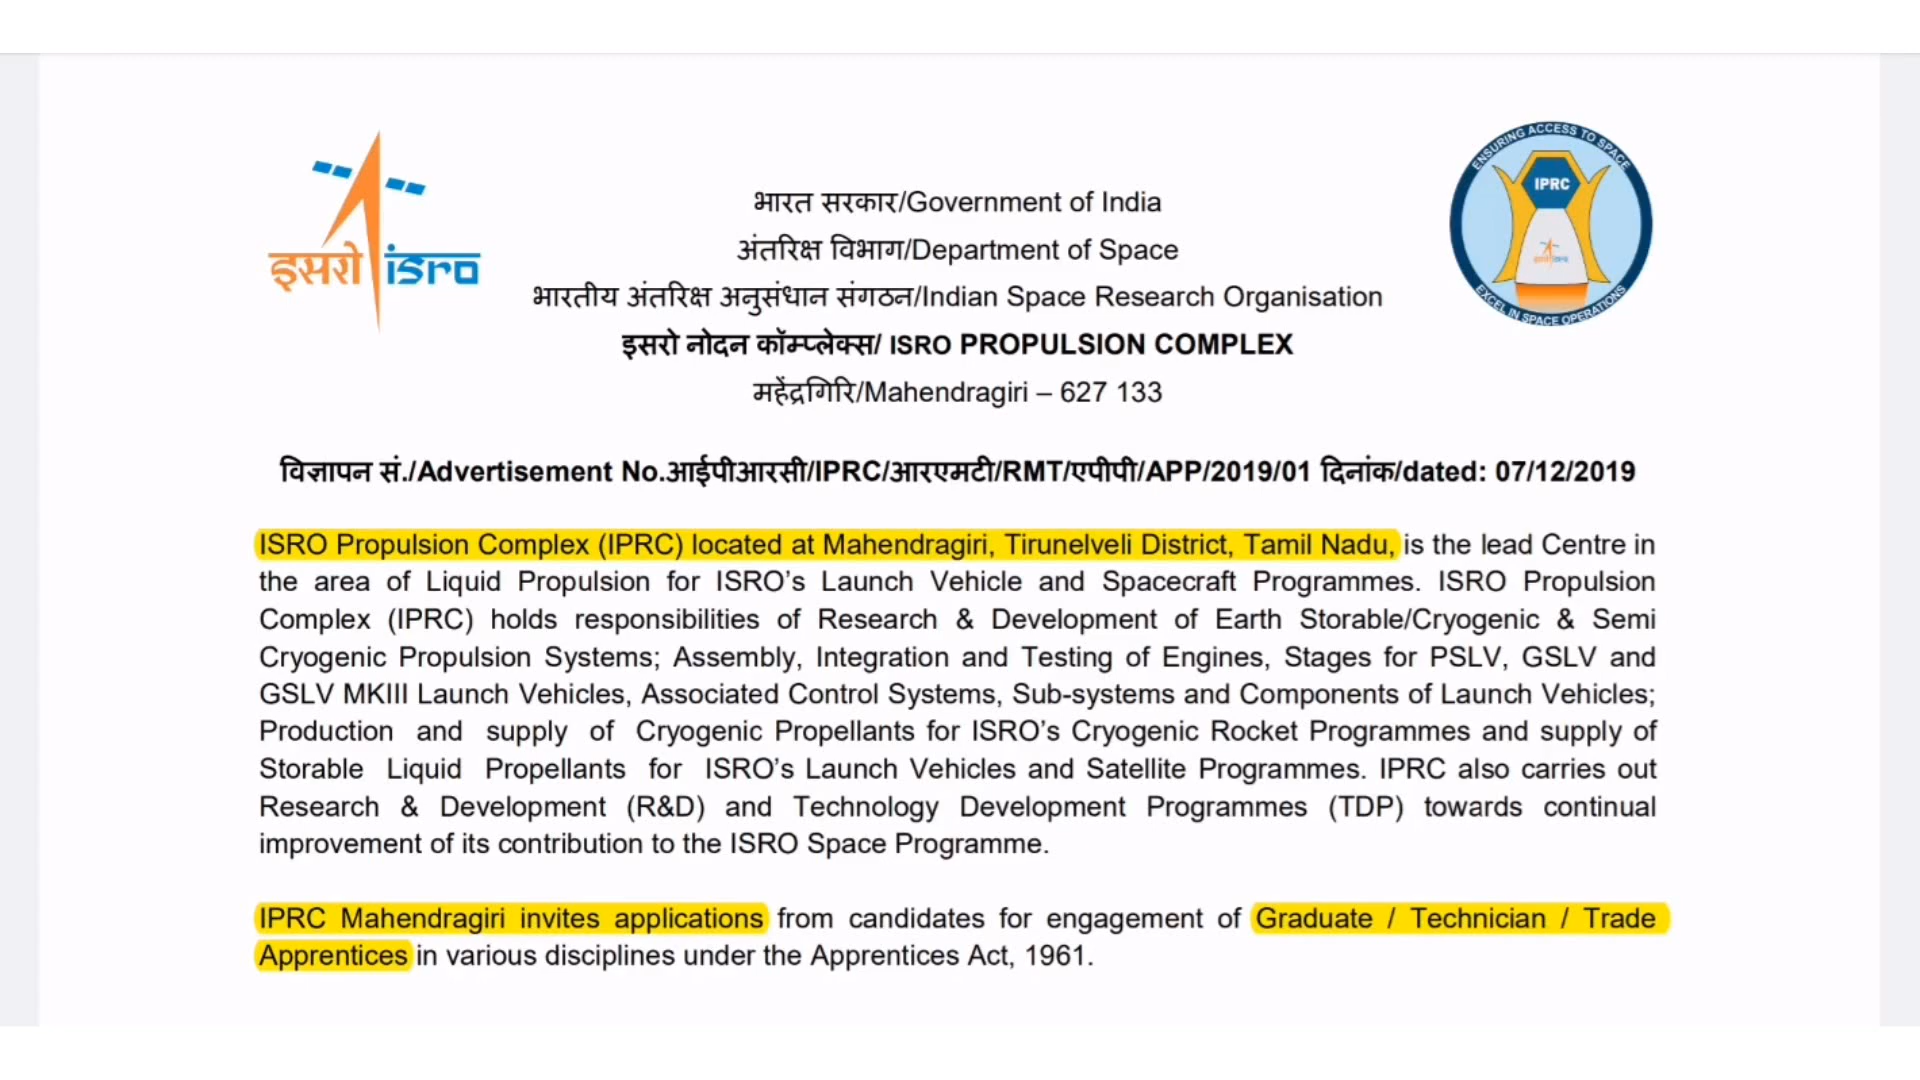 इसरो isro
ENSURING ACCESS TO SPACE
IPRC
इसरो isro
EXCEL IN SPACE OPERATIONS
भारत सरकार/Government of India
अंतरिक्ष विभाग/Department of Space
भारतीय अंतरिक्ष अनुसंधान संगठन/Indian Space Research Organisation
इसरो नोदन कॉम्प्लेक्स/ ISRO PROPULSION COMPLEX
महेंद्रगिरि/Mahendragiri – 627 133
विज्ञापन सं./Advertisement No.आईपीआरसी/IPRC/आरएमटी/RMT/एपीपी/APP/2019/01 दिनांक/dated: 07/12/2019
ISRO Propulsion Complex (IPRC) located at Mahendragiri, Tirunelveli District, Tamil Nadu, is the lead Centre in
the area of Liquid Propulsion for ISRO’s Launch Vehicle and Spacecraft Programmes. ISRO Propulsion
Complex (IPRC) holds responsibilities of Research & Development of Earth Storable/Cryogenic & Semi
Cryogenic Propulsion Systems; Assembly, Integration and Testing of Engines, Stages for PSLV, GSLV and
GSLV MKIII Launch Vehicles, Associated Control Systems, Sub-systems and Components of Launch Vehicles;
Production and supply of Cryogenic Propellants for ISRO’s Cryogenic Rocket Programmes and supply of
Storable Liquid Propellants for ISRO’s Launch Vehicles and Satellite Programmes. IPRC also carries out
Research & Development (R&D) and Technology Development Programmes (TDP) towards continual
improvement of its contribution to the ISRO Space Programme.
IPRC Mahendragiri invites applications from candidates for engagement of Graduate / Technician / Trade
Apprentices in various disciplines under the Apprentices Act, 1961.